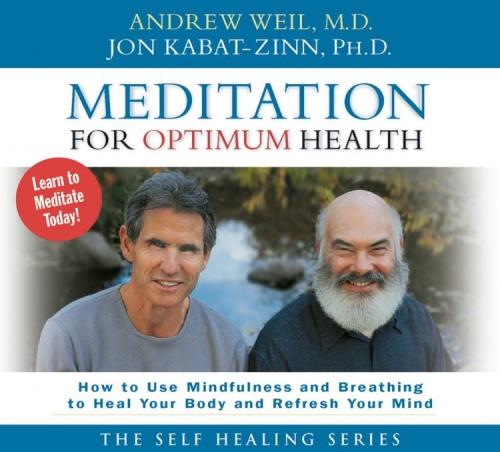 ANDREW WEIL, M.D.
JON KABAT-ZINN, PH.D.
MEDITATION
FOR OPTIMUM HEALTH
Learn to
Meditate
Today!
How to Use Mindfulness and Breathing
to Heal Your Body and Refresh Your Mind
THE SELF HEALING SERIES